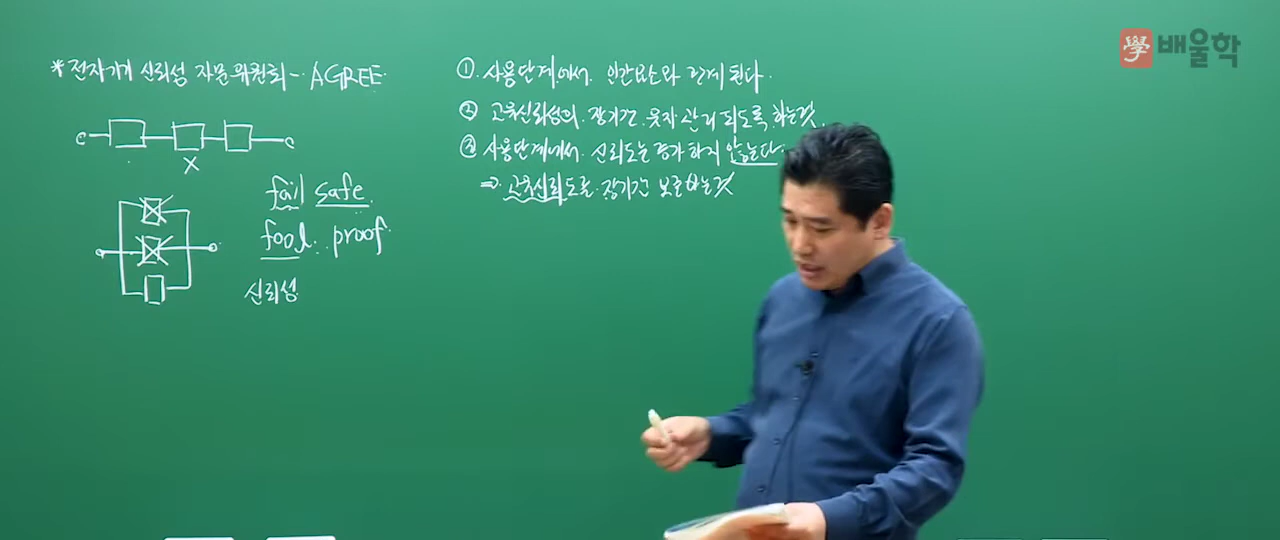 學 배울학
* 전자기기 신뢰성 자문위원회 - AGREE
X
fail safe
fool proof
신뢰성
① 사용단계에서 인간요소와 관계된다
② 고유신뢰성의 장기간 유지 관리 되도록 하는것
③ 사용단계에서 신뢰도는 증가하지 않는다
⇒ 고유신뢰도를 장기간 보존하는것